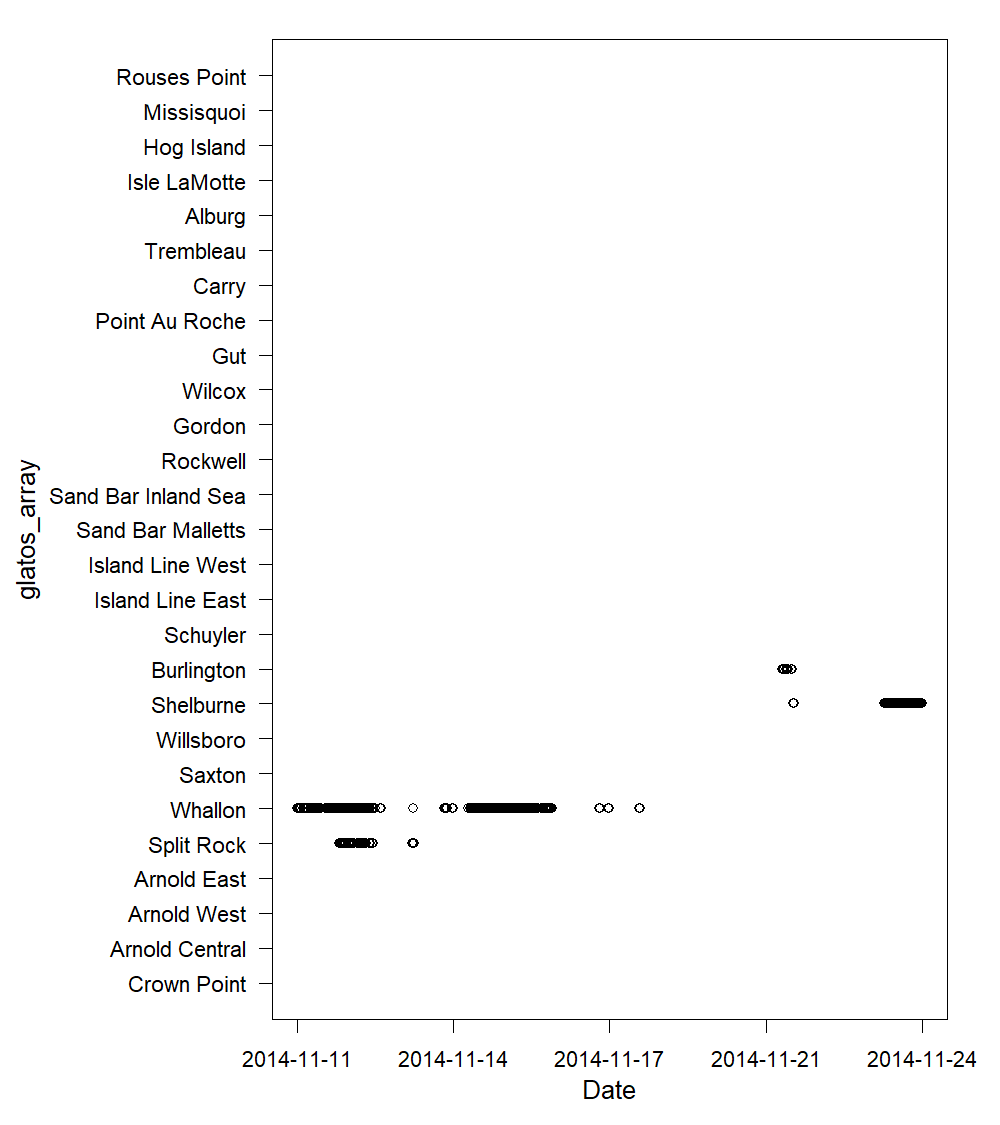 Rouses Point
Missisquoi
Hog Island
Isle LaMotte
Alburg
Trembleau
Carry
Point Au Roche
Gut
Wilcox
Gordon
Rockwell
Sand Bar Inland Sea
Sand Bar Malletts
Island Line West
Island Line East
Schuyler
Burlington
Shelburne
Willsboro
Saxton
Whallon
Split Rock
Arnold East
Arnold West
Arnold Central
Crown Point
glatos_array
2014-11-11 2014-11-14 2014-11-17 2014-11-21 2014-11-24
Date